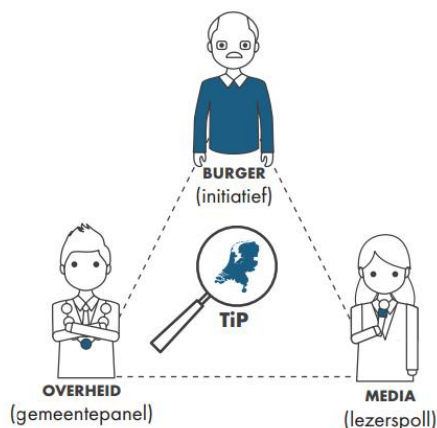 BURGER
(initiatief)
TiP
OVERHEID
(gemeentepanel)
MEDIA
(lezerspoll)